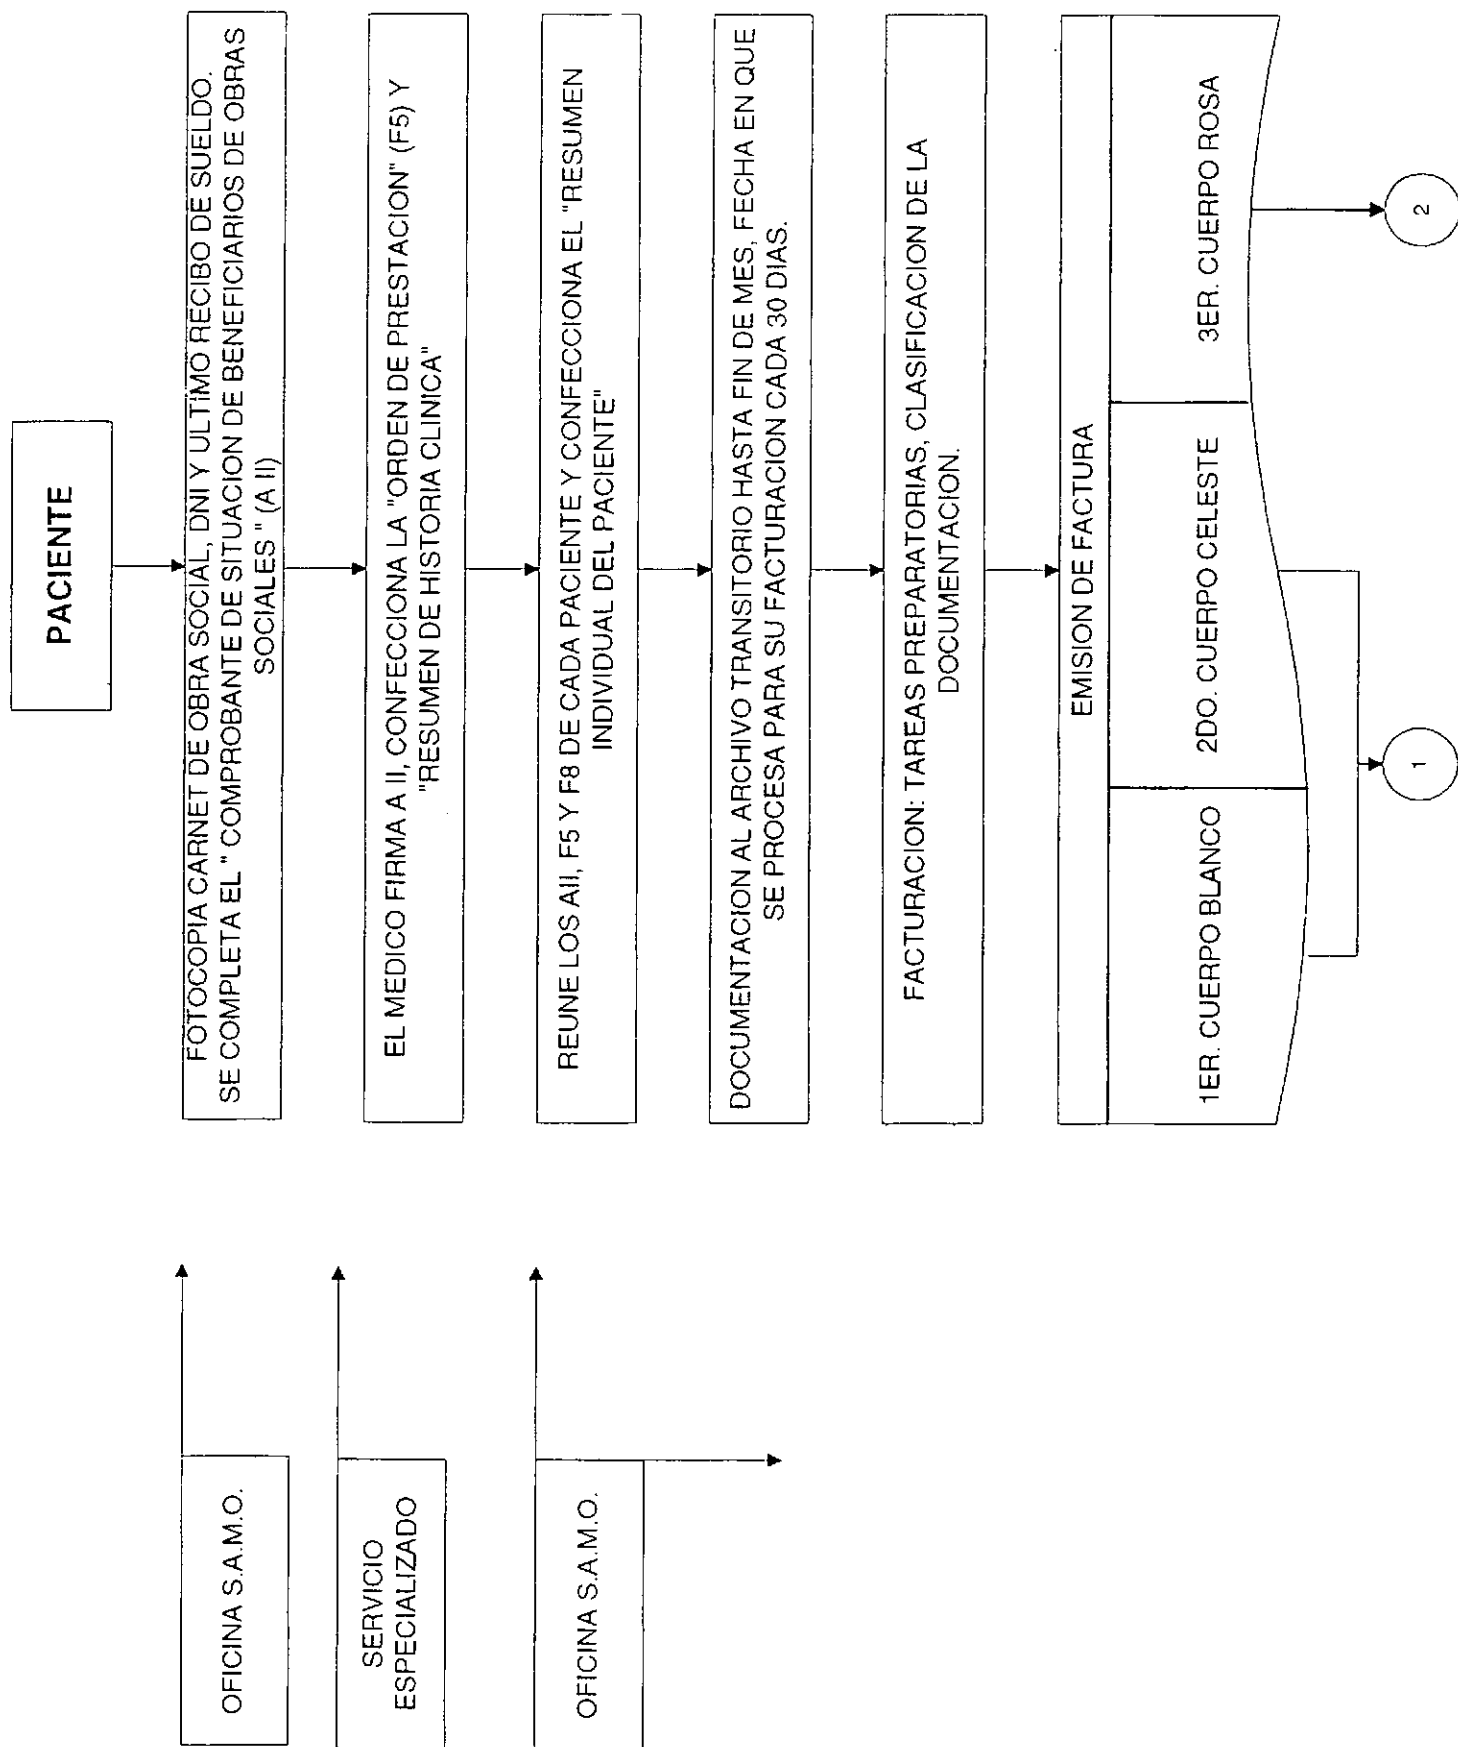 PACIENTE
OFICINA S.A.M.O.
FOTOCOPIA CARNET DE OBRA SOCIAL, DNI Y ULTIMO RECIBO DE SUELDO.
SE COMPLETA EL " COMPROBANTE DE SITUACION DE BENEFICIARIOS DE OBRAS
SOCIALES " (A II)
SERVICIO
ESPECIALIZADO
EL MEDICO FIRMA A II, CONFECCIONA LA "ORDEN DE PRESTACION" (F5) Y
"RESUMEN DE HISTORIA CLINICA"
OFICINA S.A.M.O.
REUNE LOS AII, F5 Y F8 DE CADA PACIENTE Y CONFECCIONA EL "RESUMEN
INDIVIDUAL DEL PACIENTE"
DOCUMENTACION AL ARCHIVO TRANSITORIO HASTA FIN DE MES, FECHA EN QUE
SE PROCESA PARA SU FACTURACION CADA 30 DIAS.
FACTURACION: TAREAS PREPARATORIAS, CLASIFICACION DE LA
DOCUMENTACION.
EMISION DE FACTURA
1ER. CUERPO BLANCO
2DO. CUERPO CELESTE
3ER. CUERPO ROSA
1
2